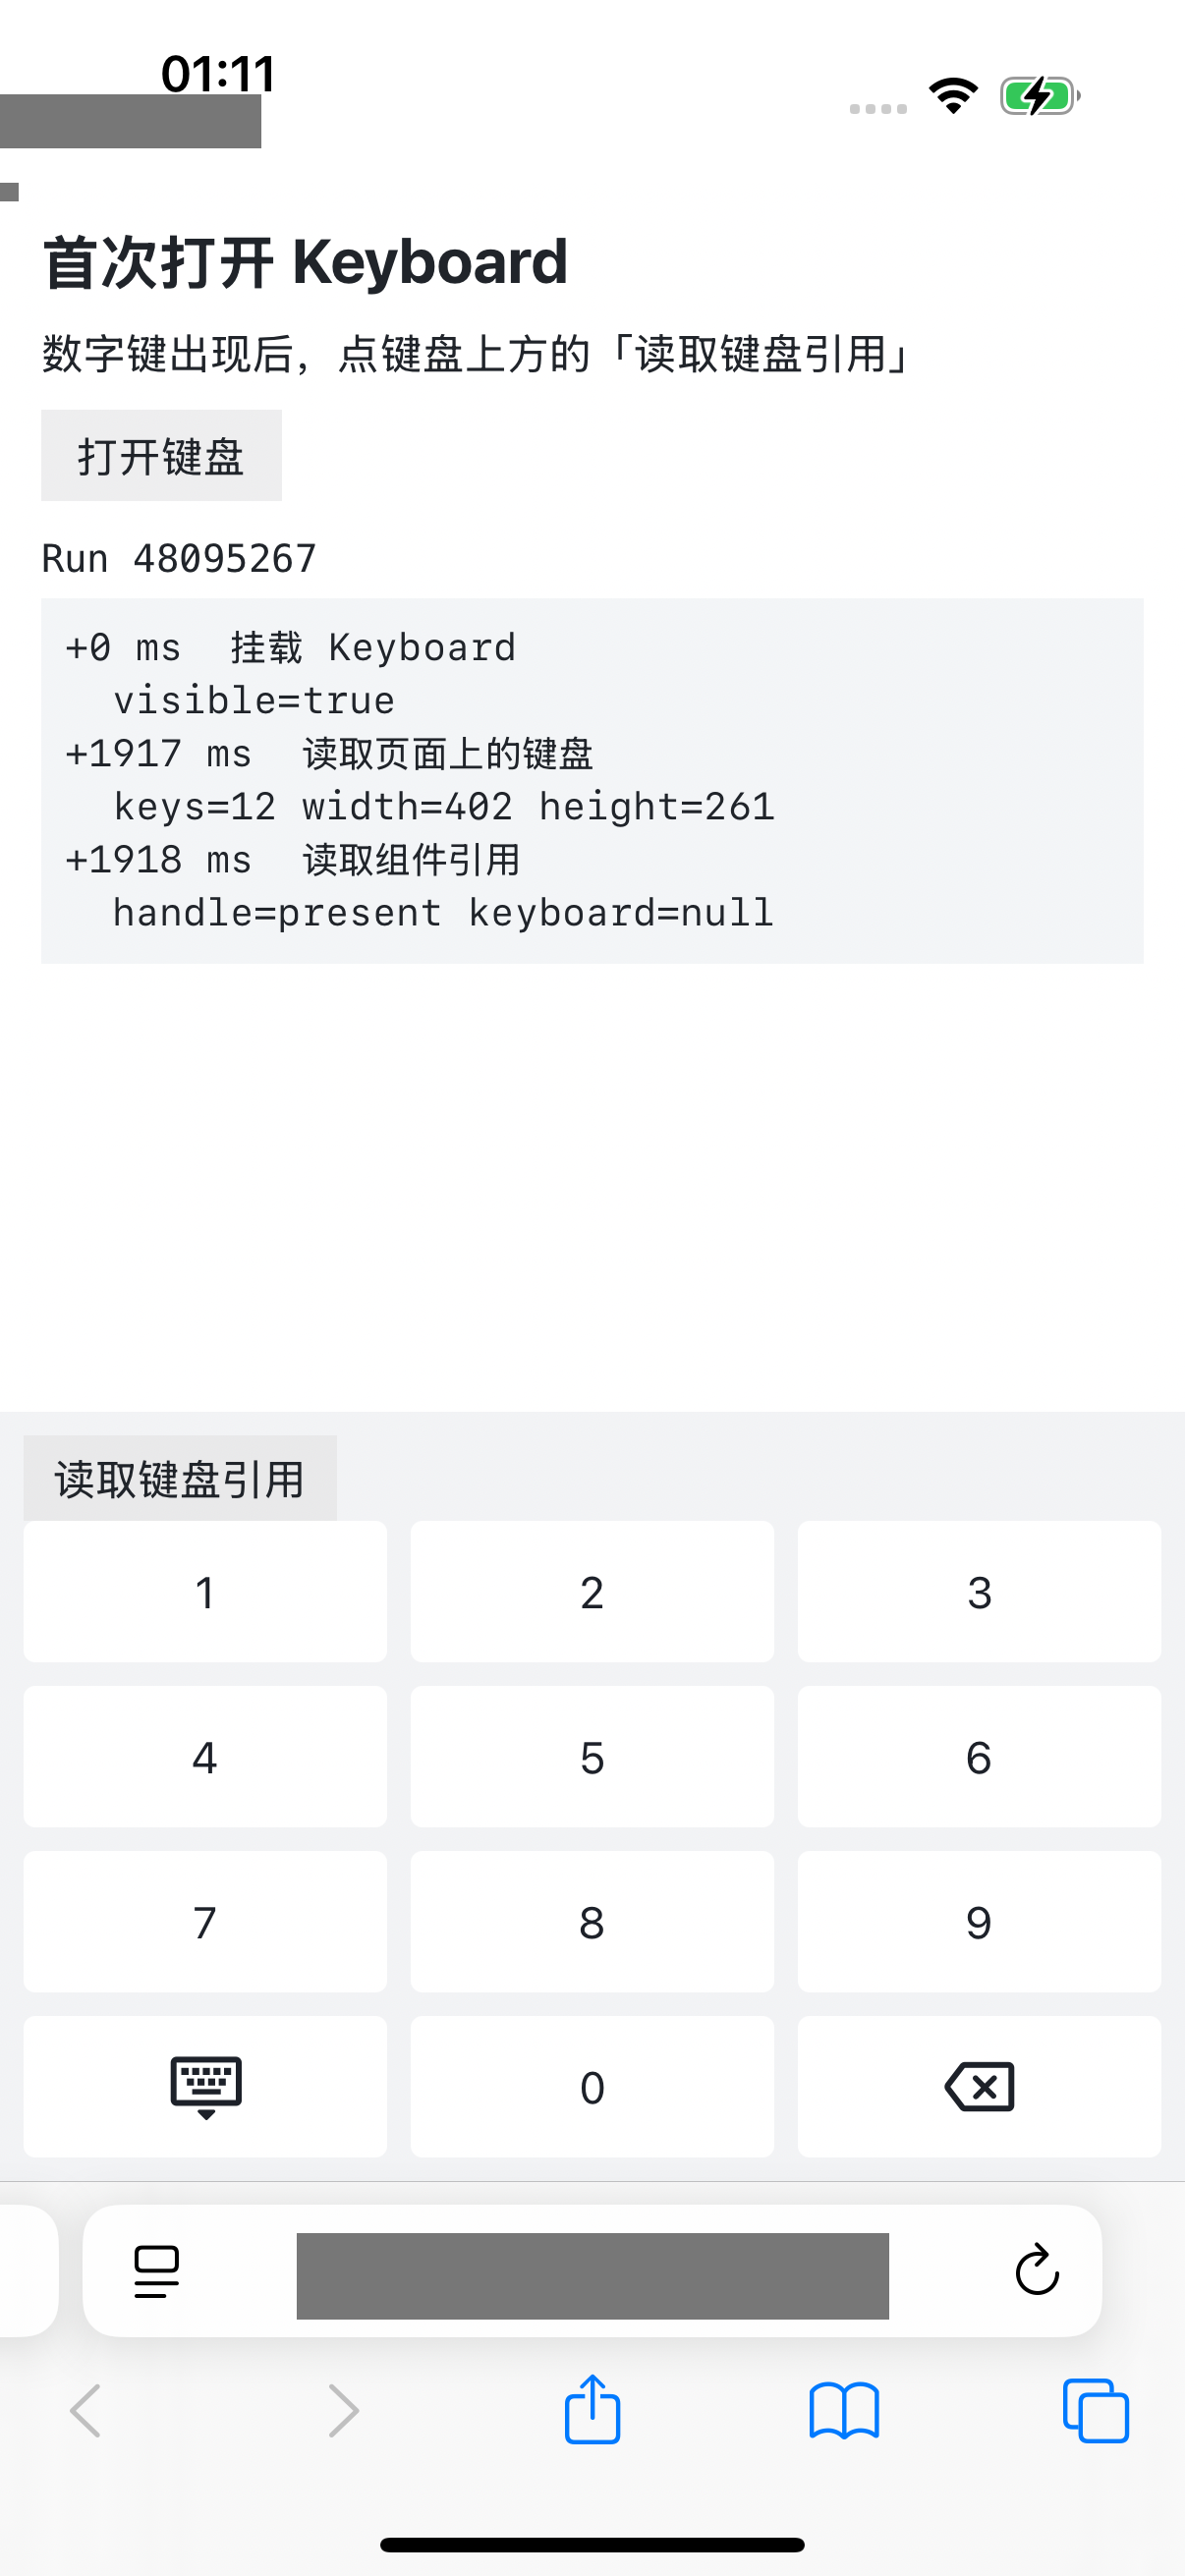 01:11
首次打开 Keyboard
数字键出现后，点键盘上方的「读取键盘引用」
打开键盘
Run 48095267
+0 ms  挂载 Keyboard
  visible=true
+1917 ms  读取页面上的键盘
  keys=12 width=402 height=261
+1918 ms  读取组件引用
  handle=present keyboard=null
读取键盘引用
1 2 3
4 5 6
7 8 9
0